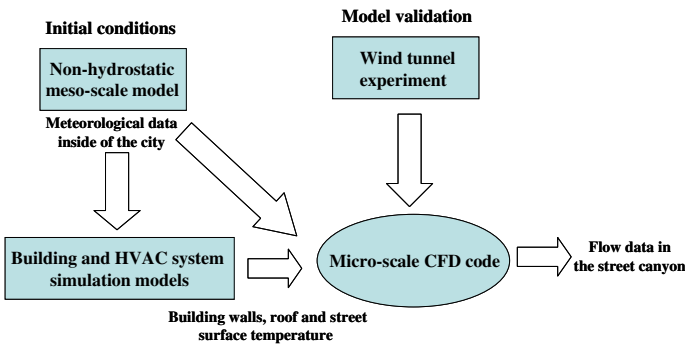 Initial conditions
Non-hydrostatic
meso-scale model
Meteorological data
inside of the city
Model validation
Wind tunnel
experiment
Building and HVAC system
simulation models
Building walls, roof and street
surface temperature
Micro-scale CFD code
Flow data in
the street canyon